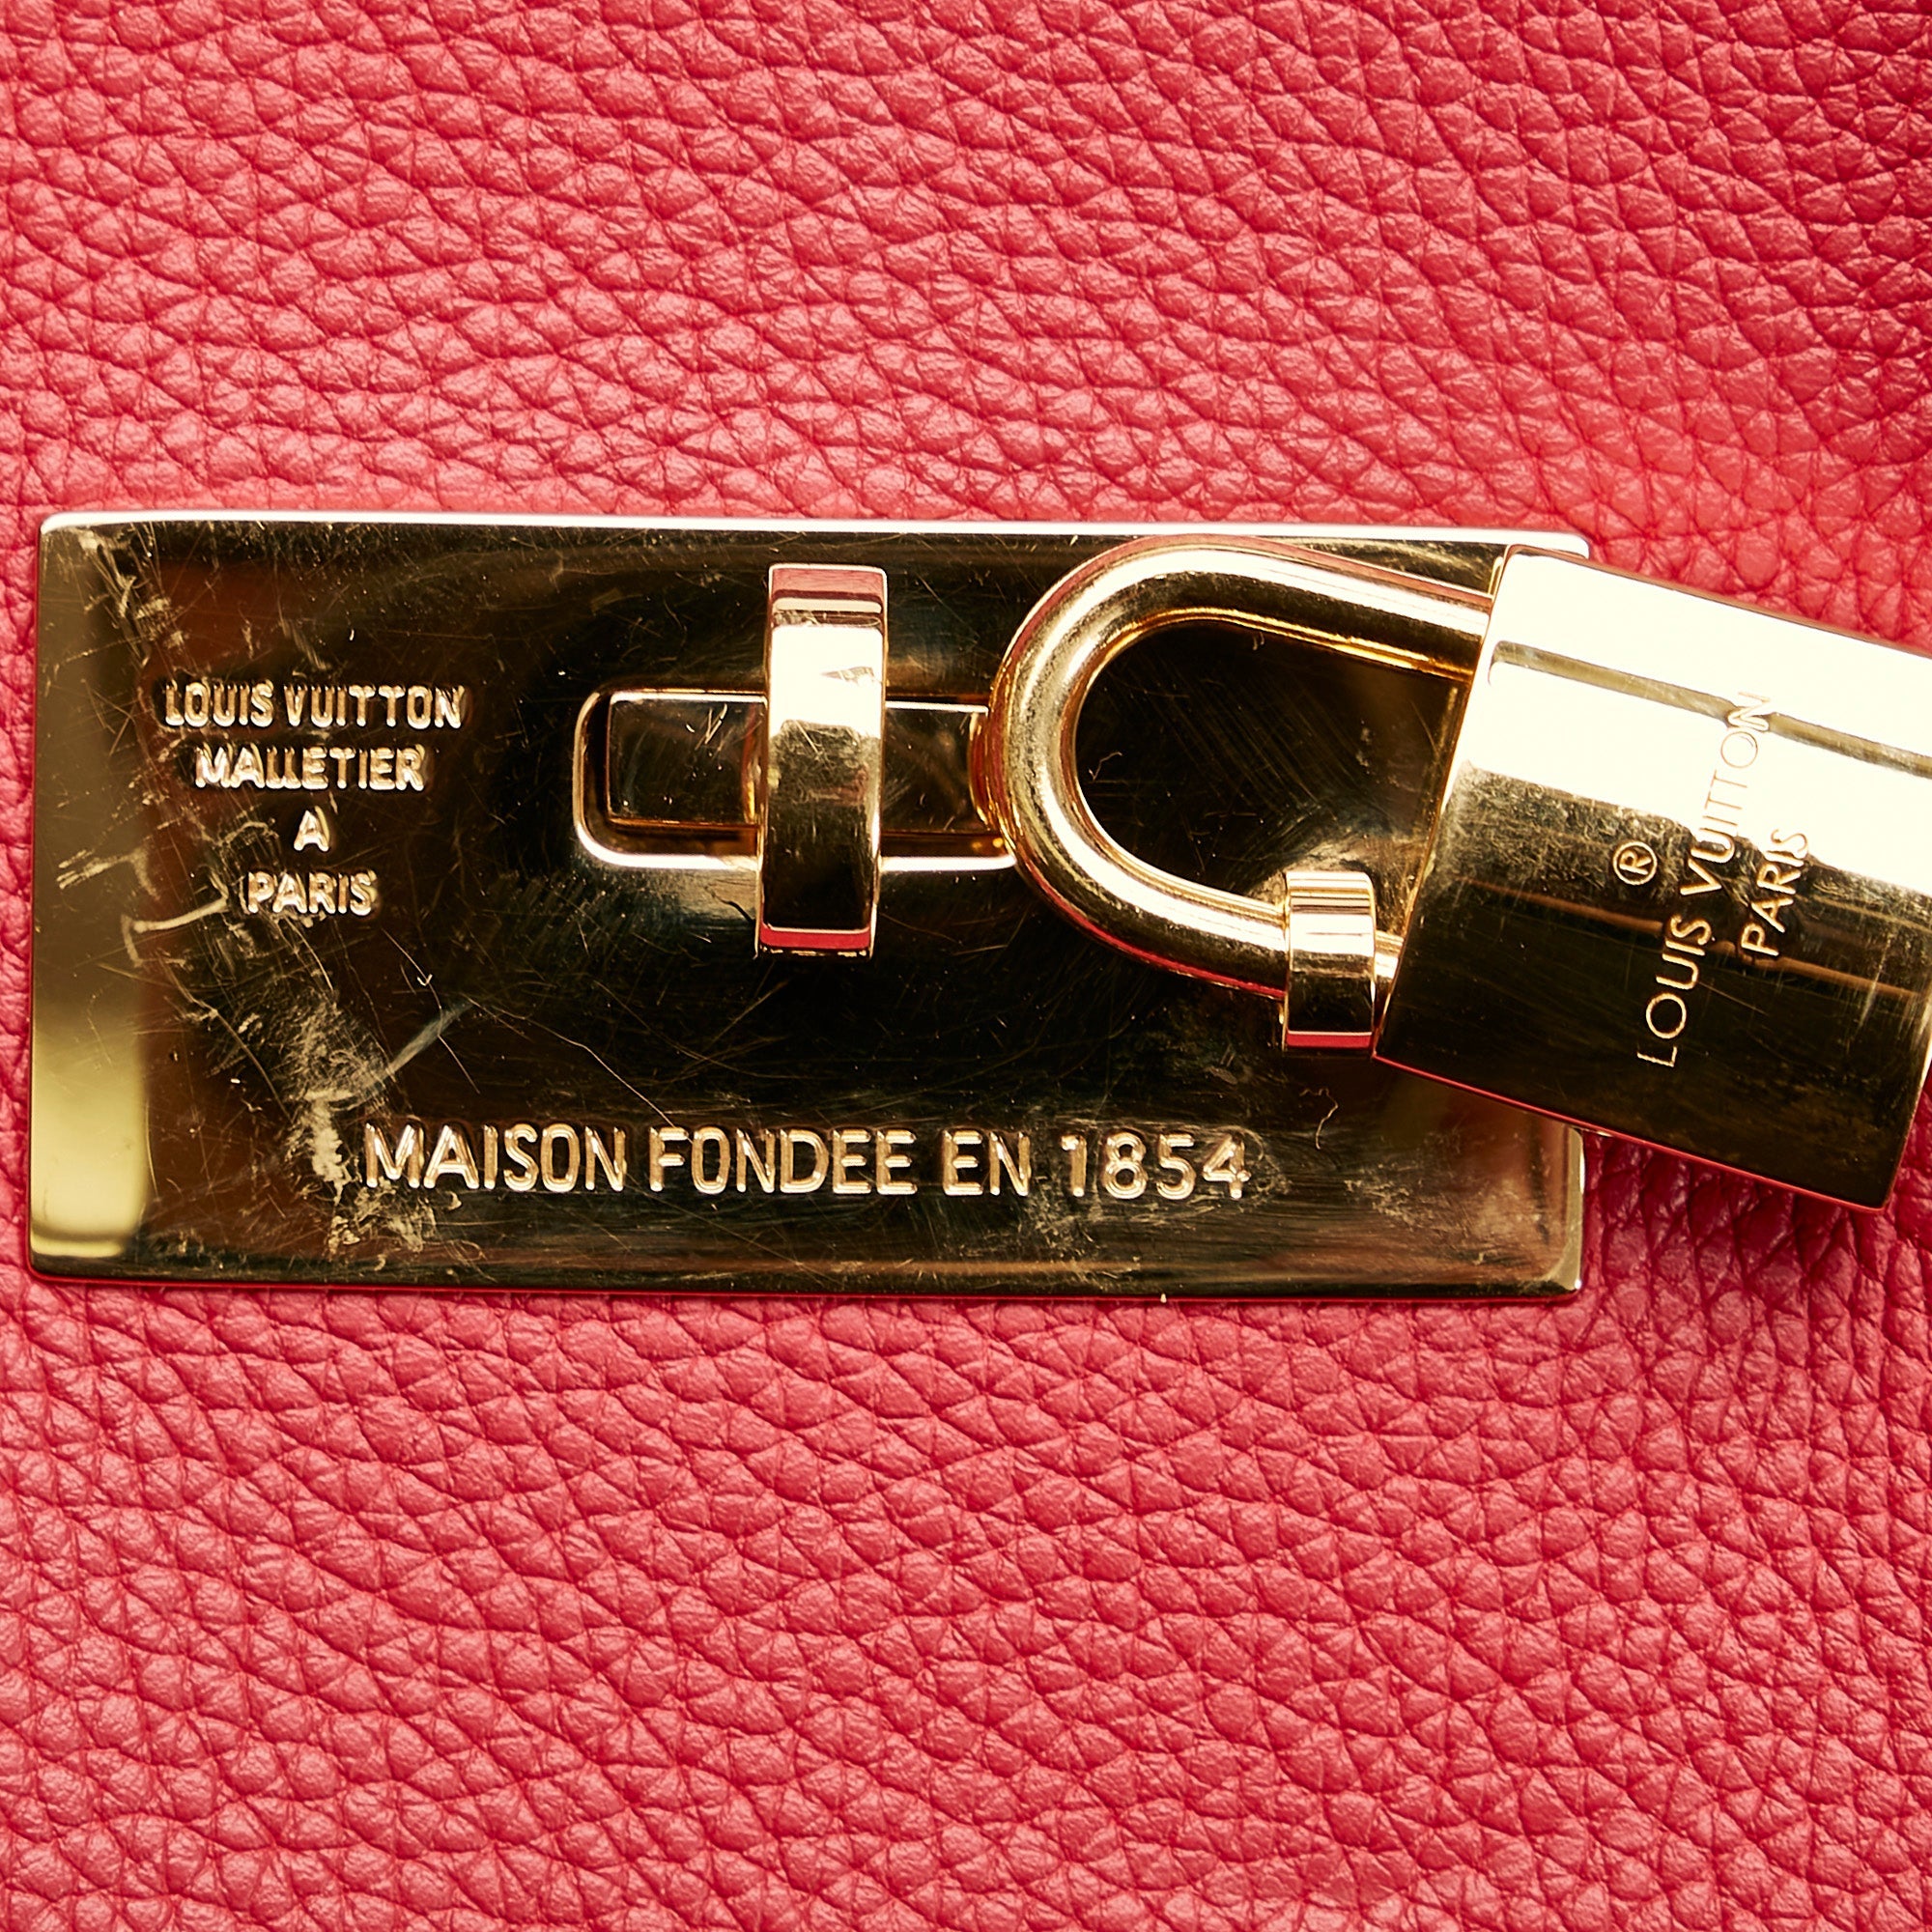 LOUIS VUITTON
MALLETIER
A
PARIS
MAISON FONDEE EN 1854
®
LOUIS VUITTON
PARIS